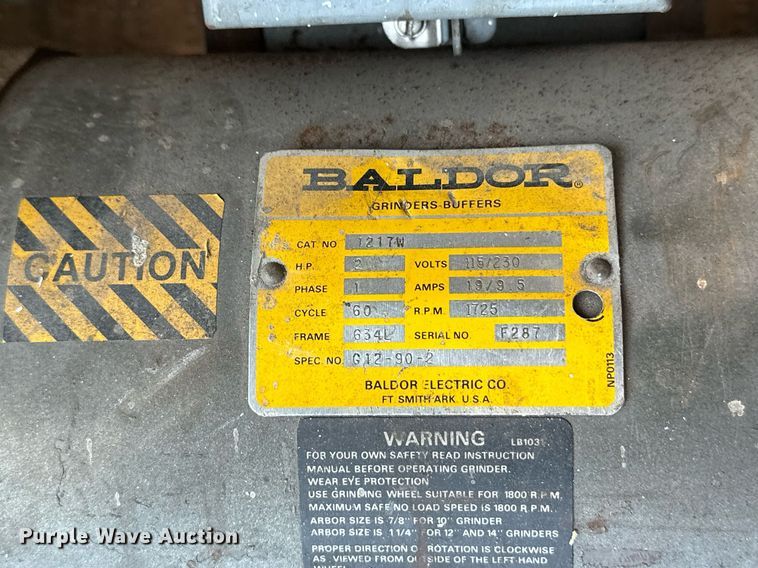 BALDOR®
GRINDERS-BUFFERS
CAT NO 1217W
H.P. 2 VOLTS 115/230
PHASE 1 AMPS 19/9.5
CYCLE 60 R.P.M. 1725
FRAME 634L SERIAL NO F287
SPEC. NO. G12-90-2
BALDOR ELECTRIC CO.
FT SMITH ARK. U.S.A.
NP0113
CAUTION
WARNING
FOR YOUR OWN SAFETY READ INSTRUCTION
MANUAL BEFORE OPERATING GRINDER.
WEAR EYE PROTECTION
USE GRINDING WHEEL SUITABLE FOR 1800 R.P.M.
MAXIMUM SAFE NO LOAD SPEED IS 1800 R.P.M.
ARBOR SIZE IS 7/8" FOR 10" GRINDER
ARBOR SIZE IS 1 1/4" FOR 12" AND 14" GRINDERS
PROPER DIRECTION OF ROTATION IS CLOCKWISE
AS VIEWED FROM OUTSIDE OF THE LEFT HAND
WHEEL
Purple Wave Auction